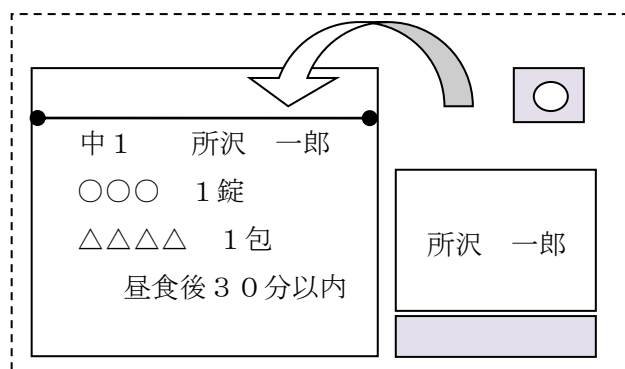 中1　所沢　一郎
○○○　1錠
△△△△　1包
昼食後30分以内
所沢　一郎